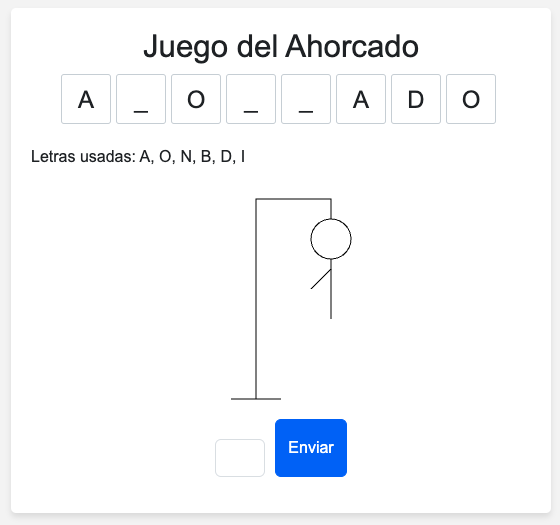 Juego del Ahorcado
A _ O _ _ A D O
Letras usadas: A, O, N, B, D, I
Enviar